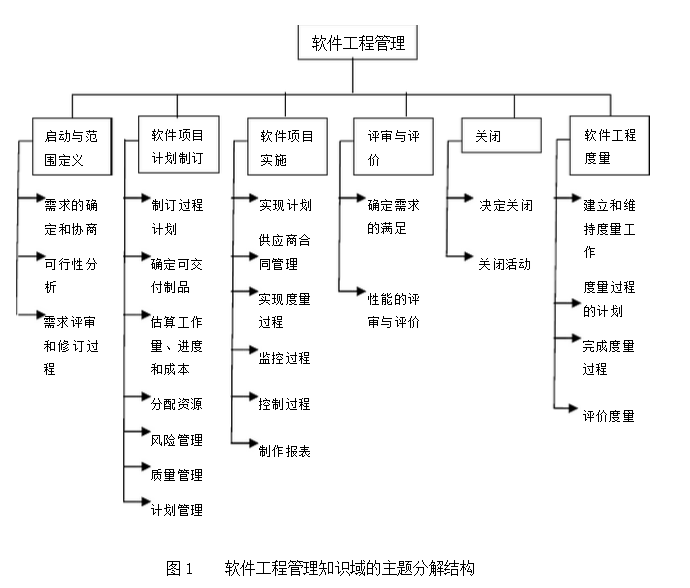 软件工程管理
启动与范
围定义
需求的确
定和协商
可行性分
析
需求评审
和修订过
程
软件项目
计划制订
制订过程
计划
确定可交
付制品
估算工作
量、进度
和成本
分配资源
风险管理
质量管理
计划管理
软件项目
实施
实现计划
供应商合
同管理
实现度量
过程
监控过程
控制过程
制作报表
评审与评
价
确定需求
的满足
性能的评
审与评价
关闭
决定关闭
关闭活动
软件工程
度量
建立和维
持度量工
作
度量过程
的计划
完成度量
过程
评价度量
图1 软件工程管理知识域的主题分解结构